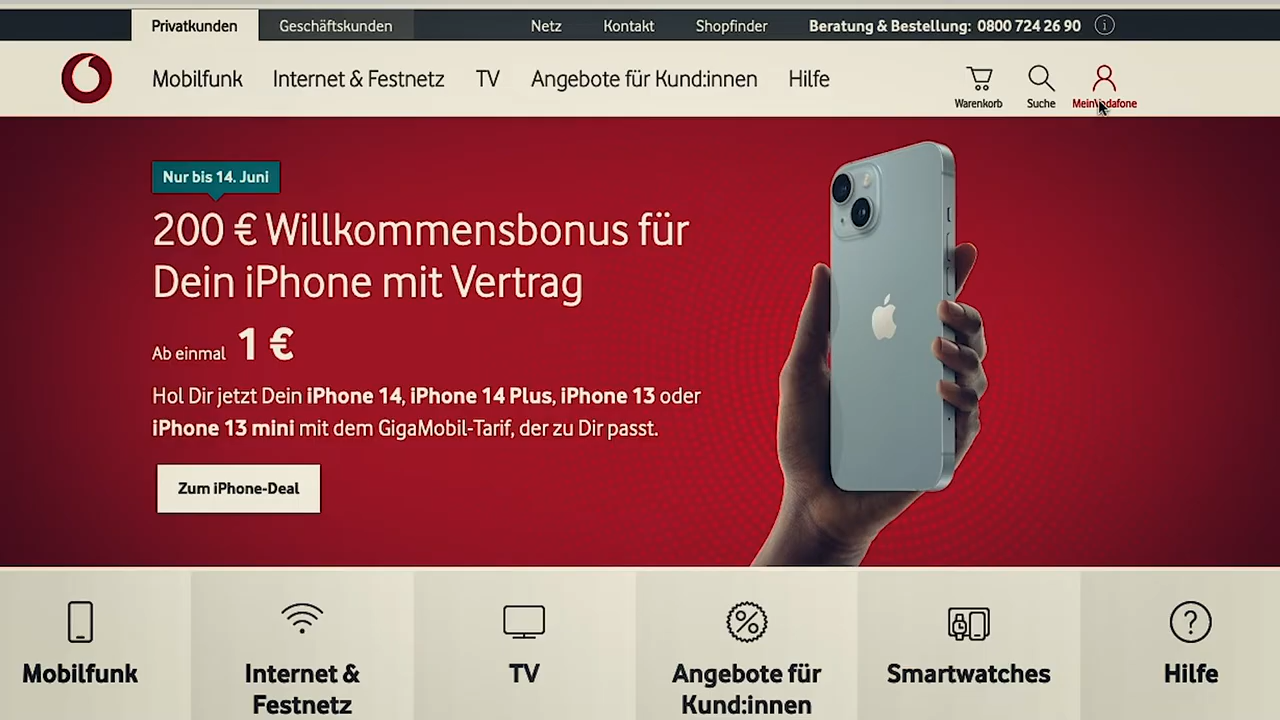 Privatkunden
Geschäftskunden
Netz
Kontakt
Shopfinder
Beratung & Bestellung: 0800 724 26 90
Mobilfunk
Internet & Festnetz
TV
Angebote für Kund:innen
Hilfe
Warenkorb
Suche
MeinVodafone
Nur bis 14. Juni
200 € Willkommensbonus für
Dein iPhone mit Vertrag
Ab einmal 1 €
Hol Dir jetzt Dein iPhone 14, iPhone 14 Plus, iPhone 13 oder
iPhone 13 mini mit dem GigaMobil-Tarif, der zu Dir passt.
Zum iPhone-Deal
Mobilfunk
Internet &
Festnetz
TV
Angebote für
Kund:innen
Smartwatches
Hilfe